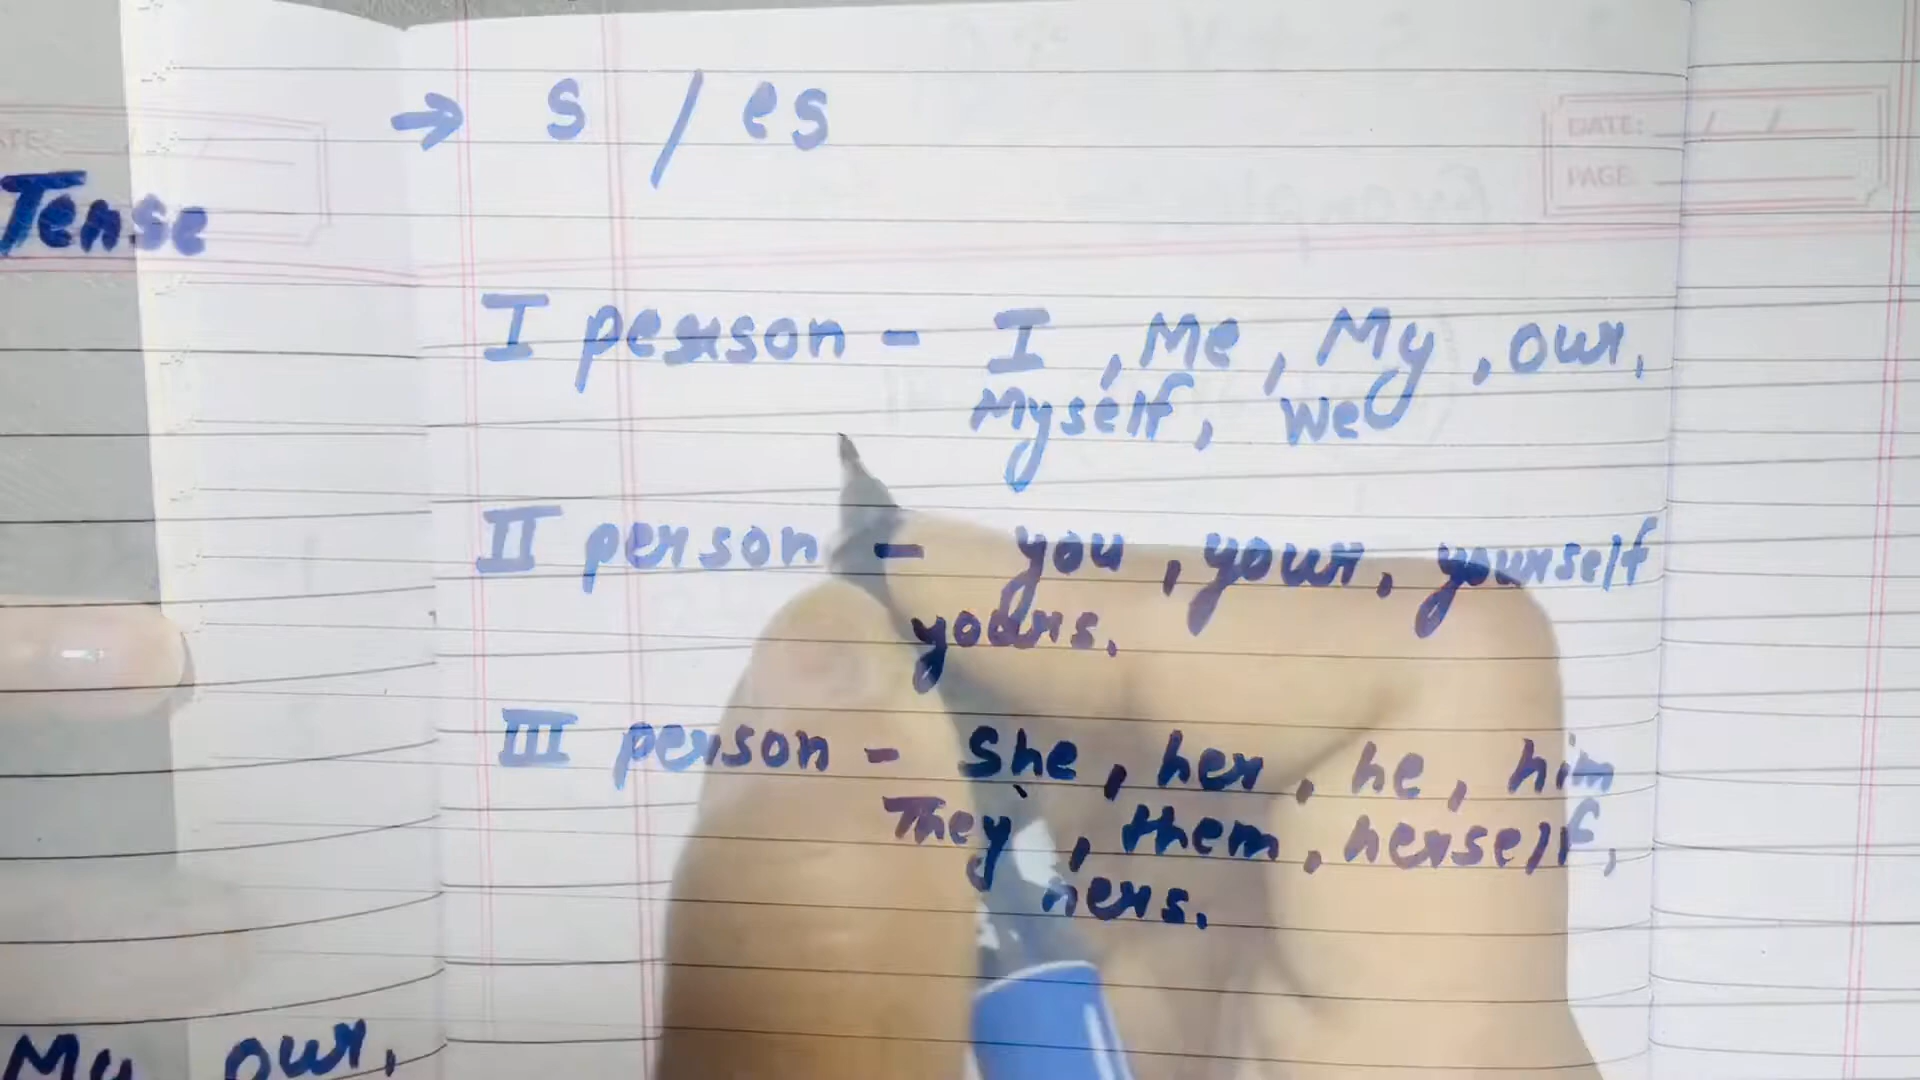 → s / es
DATE: / /
PAGE:
Tense
I person - I, Me, My, our,
Myself, we
II person - you, your, yourself
yours.
III person - She, her, he, him
They, them, herself,
hers.
My our,